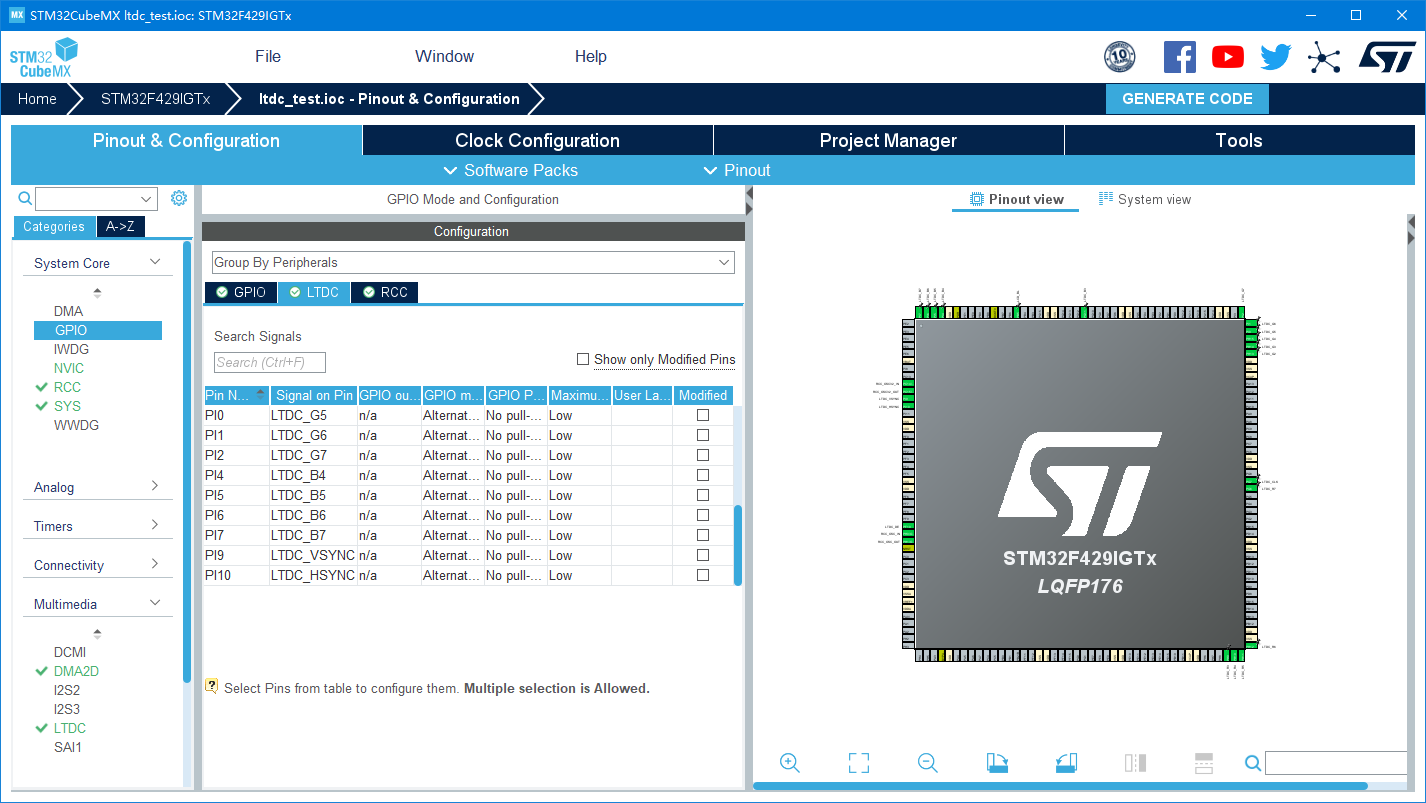 MX STM32CubeMX ltdc_test.ioc: STM32F429IGTx
STM32
CubeMX
File Window Help
10
Home STM32F429IGTx ltdc_test.ioc - Pinout & Configuration GENERATE CODE
Pinout & Configuration Clock Configuration Project Manager Tools
Software Packs Pinout
GPIO Mode and Configuration
Pinout view System view
Categories A->Z
Configuration
System Core
Group By Peripherals
GPIO LTDC RCC
DMA
GPIO
IWDG
NVIC
RCC
SYS
WWDG
Search Signals
Search (Ctrl+F)
Show only Modified Pins
Pin N... Signal on Pin GPIO ou... GPIO m... GPIO P... Maximu... User La... Modified
PI0 LTDC_G5 n/a Alternat... No pull-... Low
PI1 LTDC_G6 n/a Alternat... No pull-... Low
PI2 LTDC_G7 n/a Alternat... No pull-... Low
PI4 LTDC_B4 n/a Alternat... No pull-... Low
PI5 LTDC_B5 n/a Alternat... No pull-... Low
PI6 LTDC_B6 n/a Alternat... No pull-... Low
PI7 LTDC_B7 n/a Alternat... No pull-... Low
PI9 LTDC_VSYNC n/a Alternat... No pull-... Low
PI10 LTDC_HSYNC n/a Alternat... No pull-... Low
Analog
Timers
Connectivity
Multimedia
DCMI
DMA2D
I2S2
I2S3
LTDC
SAI1
Select Pins from table to configure them. Multiple selection is Allowed.
ST
STM32F429IGTx
LQFP176